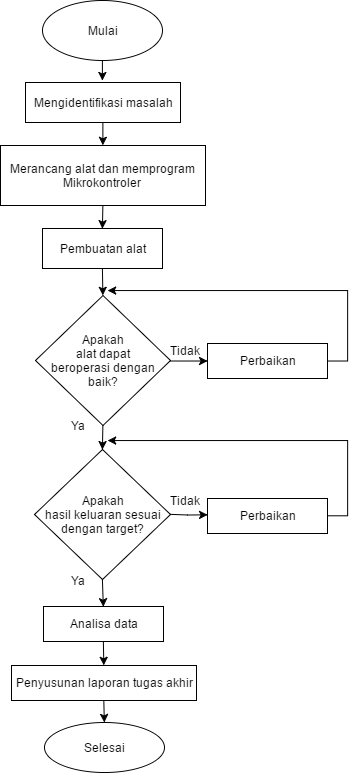 Mulai
Mengidentifikasi masalah
Merancang alat dan memprogram
Mikrokontroler
Pembuatan alat
Apakah
alat dapat
beroperasi dengan
baik?
Tidak
Perbaikan
Ya
Apakah
hasil keluaran sesuai
dengan target?
Tidak
Perbaikan
Ya
Analisa data
Penyusunan laporan tugas akhir
Selesai